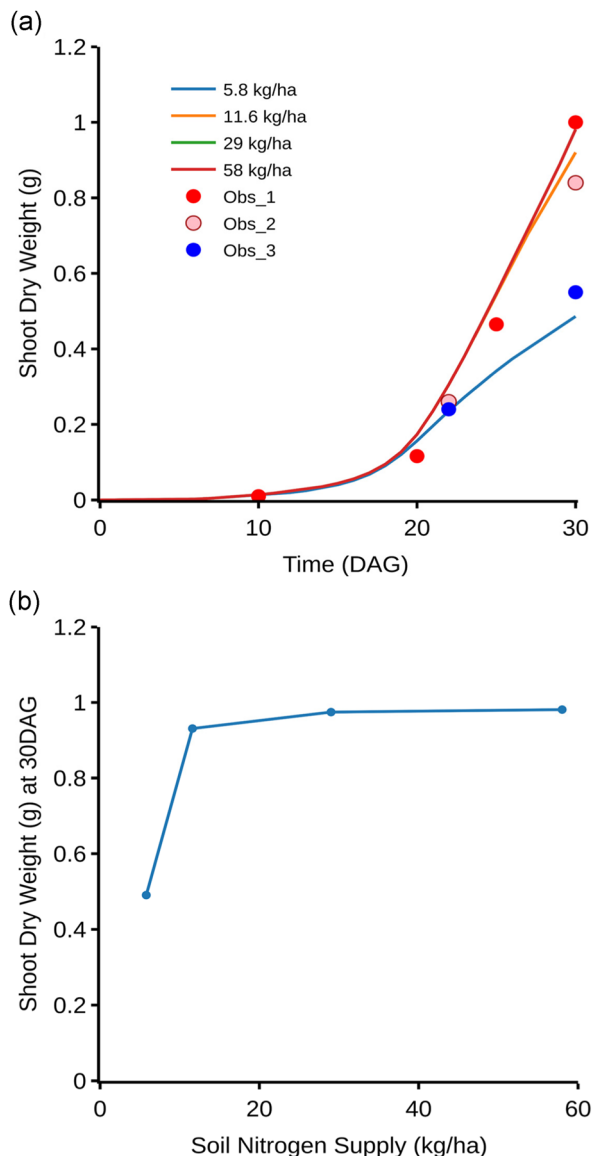 (a)
1.2
1
0.8
0.6
0.4
0.2
0
Shoot Dry Weight (g)
5.8 kg/ha
11.6 kg/ha
29 kg/ha
58 kg/ha
Obs_1
Obs_2
Obs_3
0 10 20 30
Time (DAG)
(b)
1.2
1
0.8
0.6
0.4
0.2
0
Shoot Dry Weight (g) at 30DAG
0 20 40 60
Soil Nitrogen Supply (kg/ha)